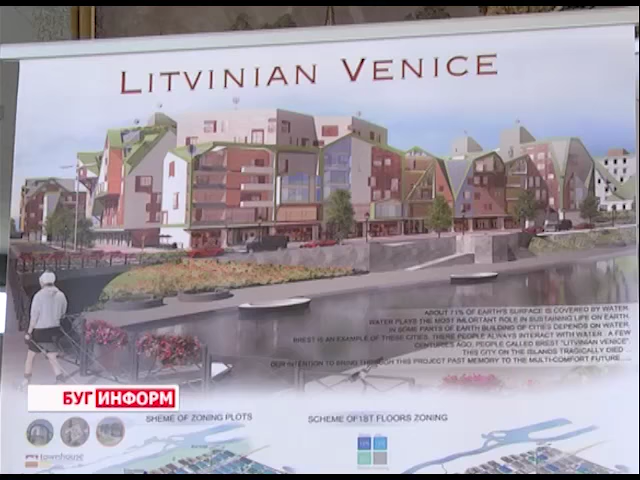 LITVINIAN VENICE
ABOUT 71% OF EARTH'S SURFACE IS COVERED BY WATER.
WATER PLAYS THE MOST IMPORTANT ROLE IN SUSTAINING LIFE ON EARTH.
IN SOME PARTS OF EARTH BUILDING OF CITIES DEPENDS ON WATER.
BREST IS AN EXAMPLE OF THESE CITIES. THERE PEOPLE ALWAYS INTERACT WITH WATER. A FEW
CENTURIES AGO, PEOPLE CALLED BREST "LITVINIAN VENICE".
THIS CITY ON THE ISLANDS TRAGICALLY DIED ...
OUR INTENTION TO BRING THROUGH THIS PROJECT PAST MEMORY TO THE MULTI-COMFORT FUTURE ...
БУГ ИНФОРМ
SHEME OF ZONING PLOTS
SCHEME OF 1ST FLOORS ZONING
townhouse